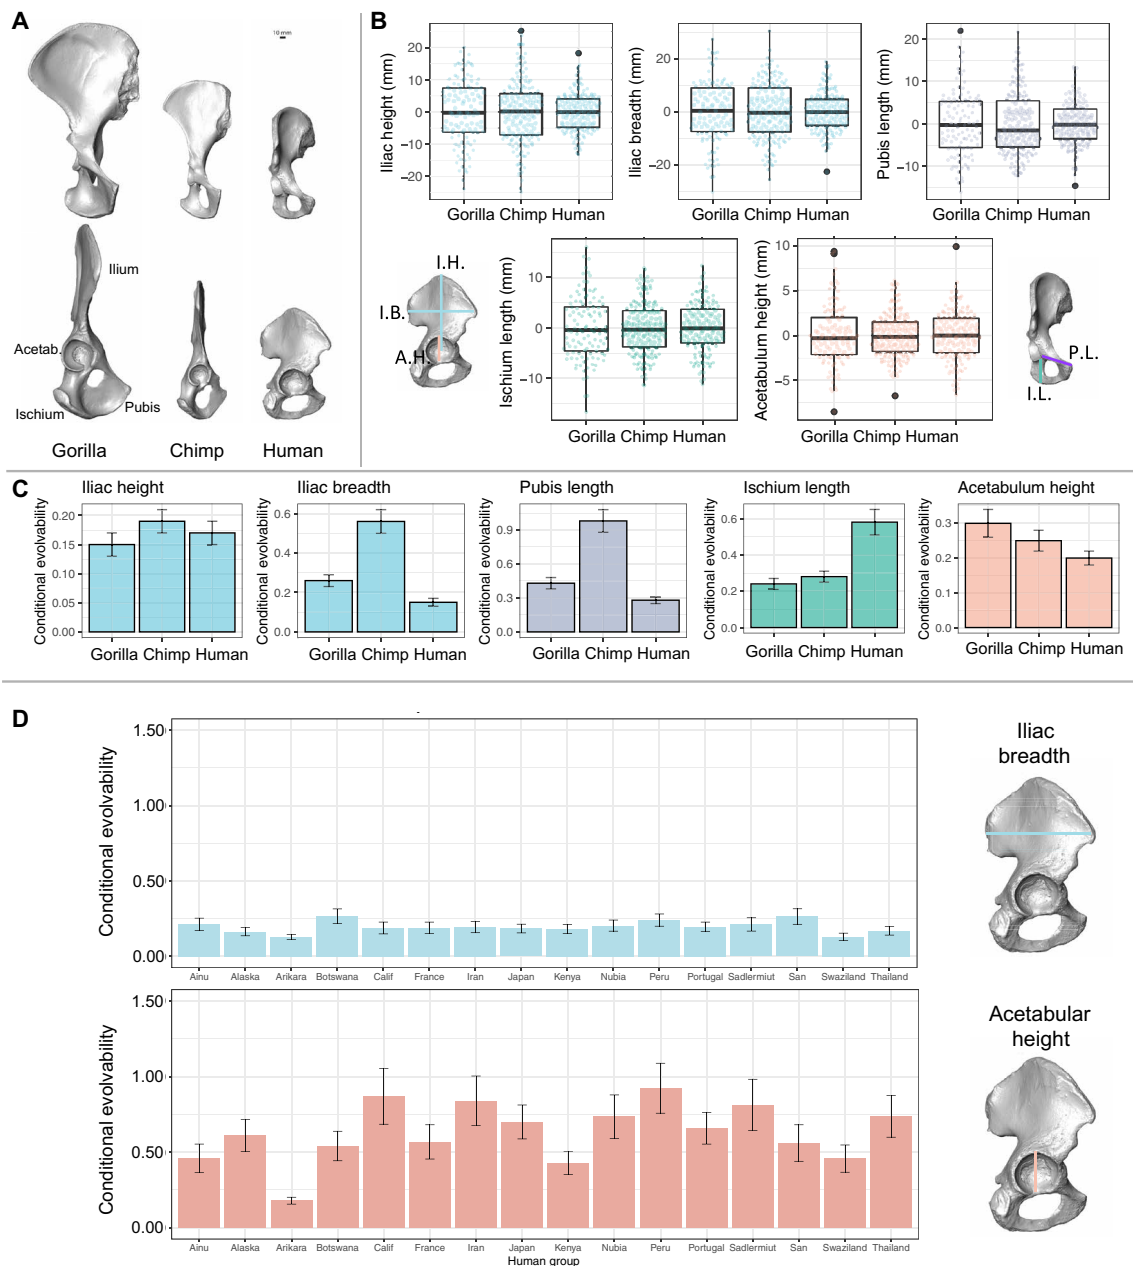 A
10 mm
Ilium
Acetab.
Ischium
Pubis
Gorilla Chimp Human
B
Iliac height (mm)
20
10
0
−10
−20
Gorilla Chimp Human
Iliac breadth (mm)
20
0
−20
Gorilla Chimp Human
Pubis length (mm)
20
10
0
−10
Gorilla Chimp Human
I.H.
I.B.
A.H.
Ischium length (mm)
10
0
−10
Gorilla Chimp Human
Acetabulum height (mm)
10
5
0
−5
Gorilla Chimp Human
P.L.
I.L.
C
Iliac height
Conditional evolvability
0.20
0.15
0.10
0.05
0.00
Gorilla Chimp Human
Iliac breadth
Conditional evolvability
0.6
0.4
0.2
0.0
Gorilla Chimp Human
Pubis length
Conditional evolvability
0.9
0.6
0.3
0.0
Gorilla Chimp Human
Ischium length
Conditional evolvability
0.6
0.4
0.2
0.0
Gorilla Chimp Human
Acetabulum height
Conditional evolvability
0.3
0.2
0.1
0.0
Gorilla Chimp Human
D
Conditional evolvability
1.50
1.00
0.50
0.00
Ainu Alaska Arikara Botswana Calif France Iran Japan Kenya Nubia Peru Portugal Sadlermiut San Swaziland Thailand
Iliac
breadth
Conditional evolvability
1.50
1.00
0.50
0.00
Ainu Alaska Arikara Botswana Calif France Iran Japan Kenya Nubia Peru Portugal Sadlermiut San Swaziland Thailand
Human group
Acetabular
height